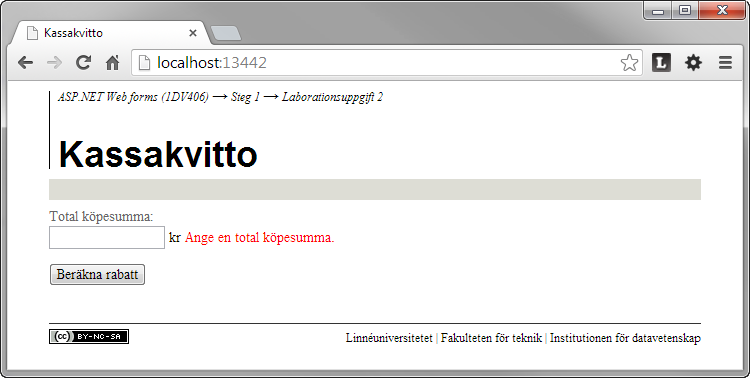 Kassakvitto
localhost:13442
ASP.NET Web forms (1DV406) → Steg 1 → Laborationsuppgift 2
Kassakvitto
Total köpesumma:
kr Ange en total köpesumma.
Beräkna rabatt
(cc) BY-NC-SA Linnéuniversitetet | Fakulteten för teknik | Institutionen för datavetenskap